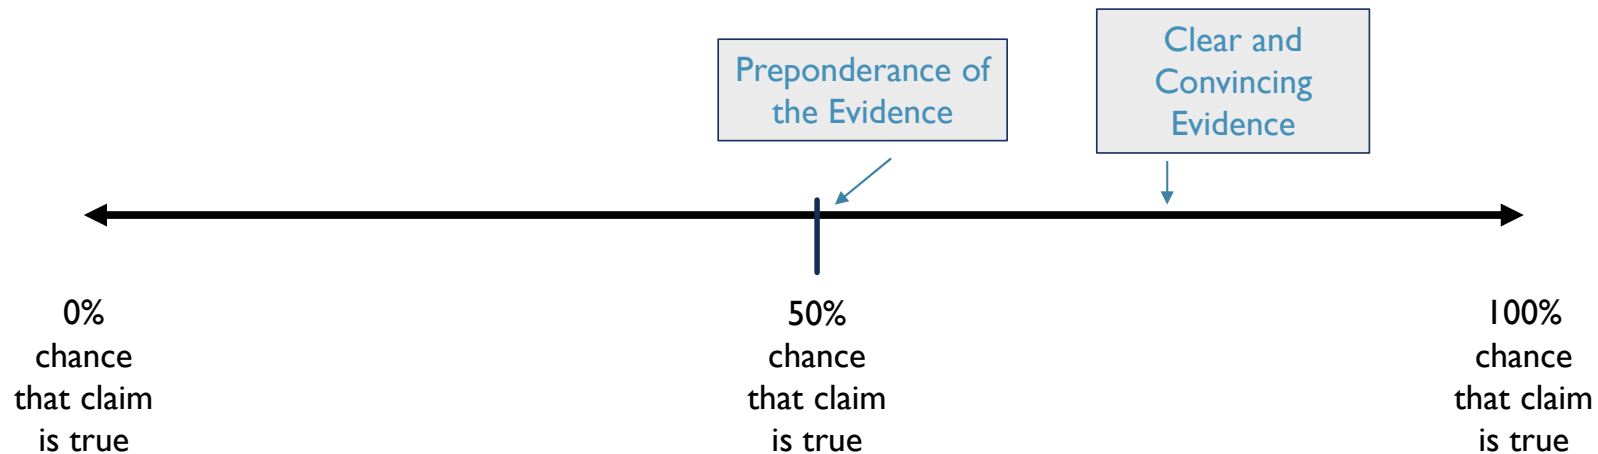 Preponderance of
the Evidence
Clear and
Convincing
Evidence
0%
chance
that claim
is true
50%
chance
that claim
is true
100%
chance
that claim
is true